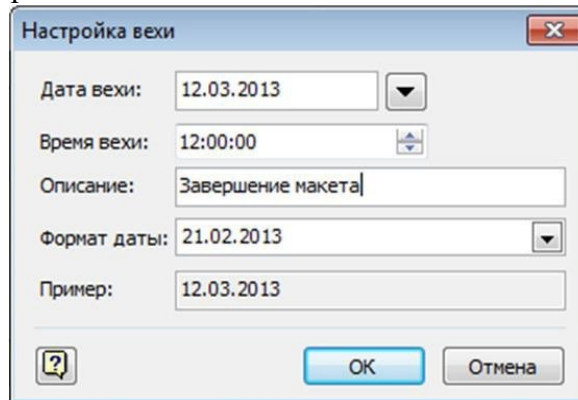 Настройка вехи
Дата вехи: 12.03.2013
Время вехи: 12:00:00
Описание: Завершение макета
Формат даты: 21.02.2013
Пример: 12.03.2013
OK Отмена